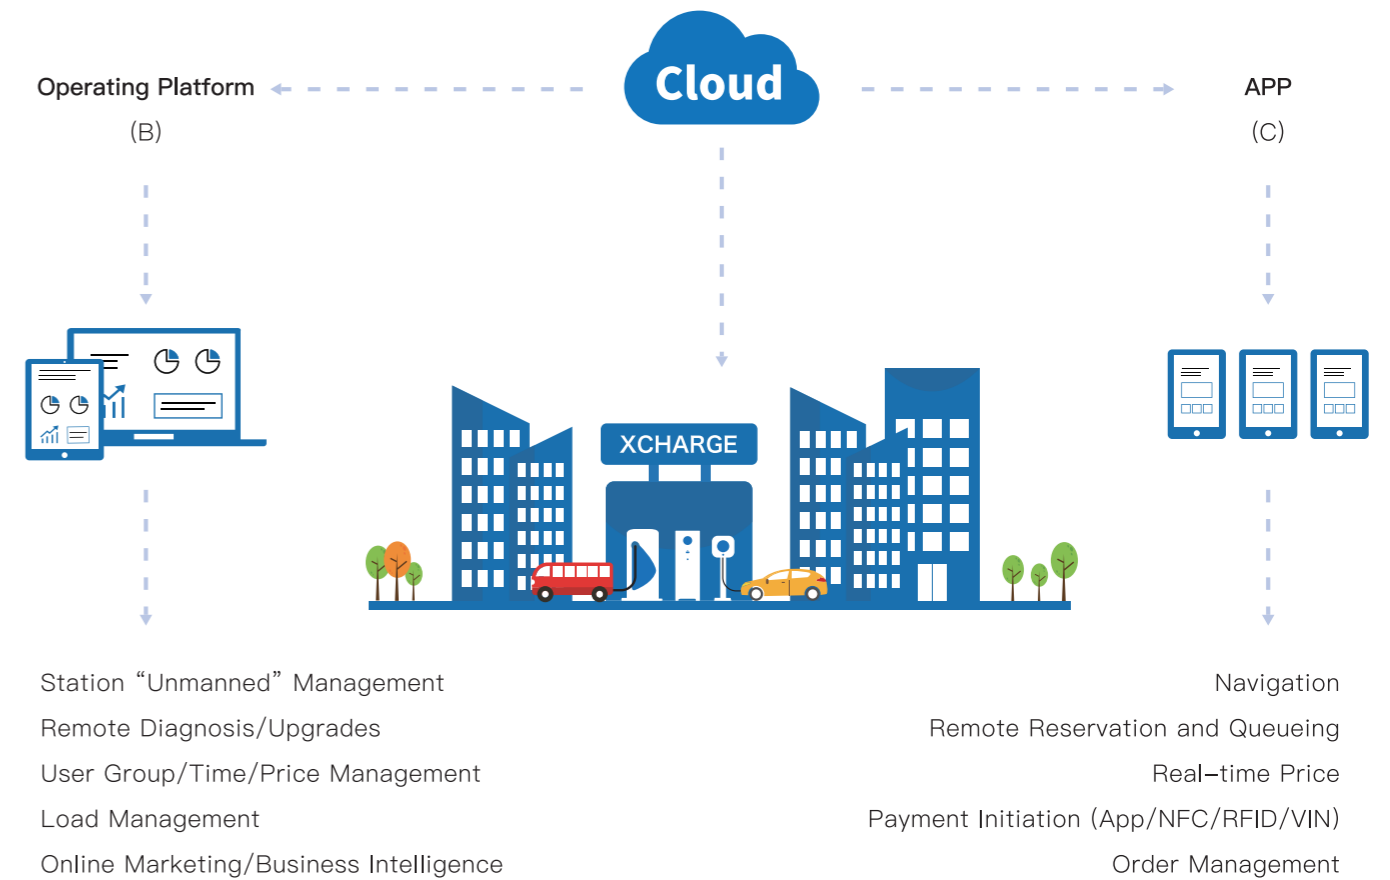 Cloud
Operating Platform
(B)
APP
(C)
XCHARGE
Station “Unmanned” Management
Remote Diagnosis/Upgrades
User Group/Time/Price Management
Load Management
Online Marketing/Business Intelligence
Navigation
Remote Reservation and Queueing
Real-time Price
Payment Initiation (App/NFC/RFID/VIN)
Order Management